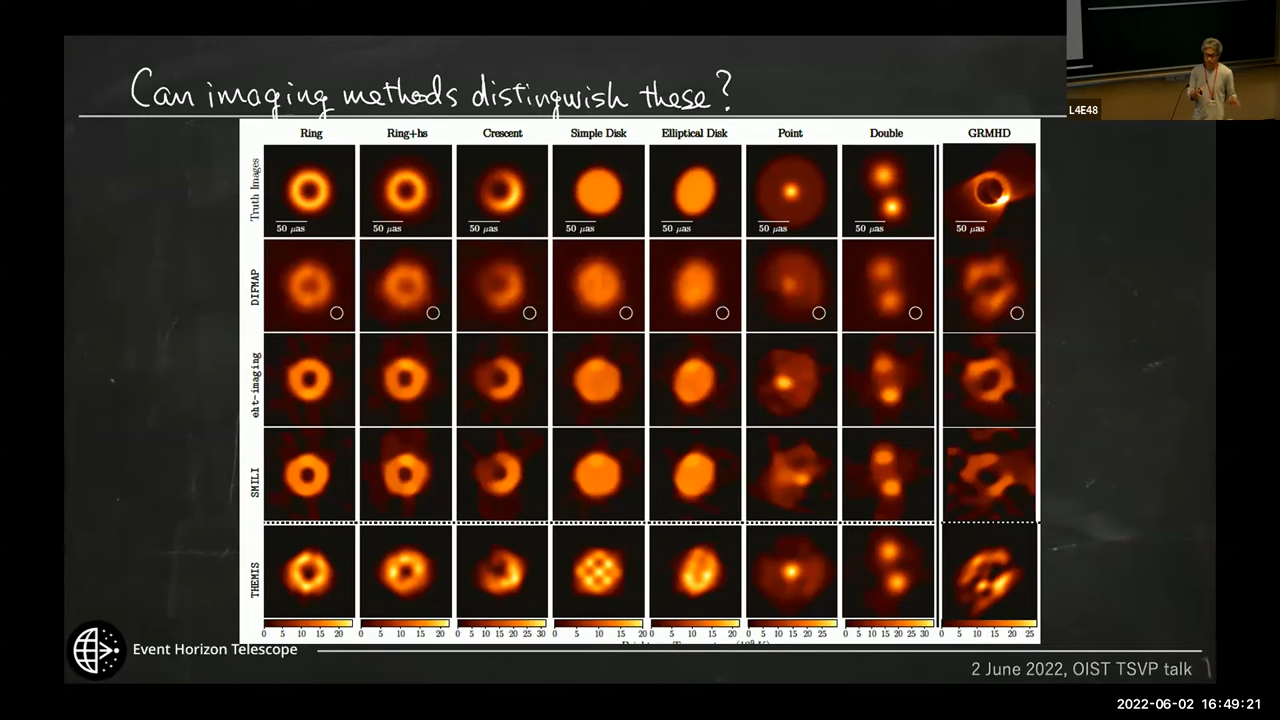 Can imaging methods distinguish these?
L4E48
Ring Ring+hs Crescent Simple Disk Elliptical Disk Point Double GRMHD
Truth Images
50 μas 50 μas 50 μas 50 μas 50 μas 50 μas 50 μas 50 μas
DIFMAP
eht-imaging
SMILI
THEMIS
0 5 10 15 20 0 5 10 15 20 0 5 10 15 20 25 30 0 5 10 15 20 0 5 10 15 20 0 5 10 15 20 25 0 5 10 15 20 25 30 0 5 10 15 20 25
Event Horizon Telescope
2 June 2022, OIST TSVP talk
2022-06-02 16:49:21